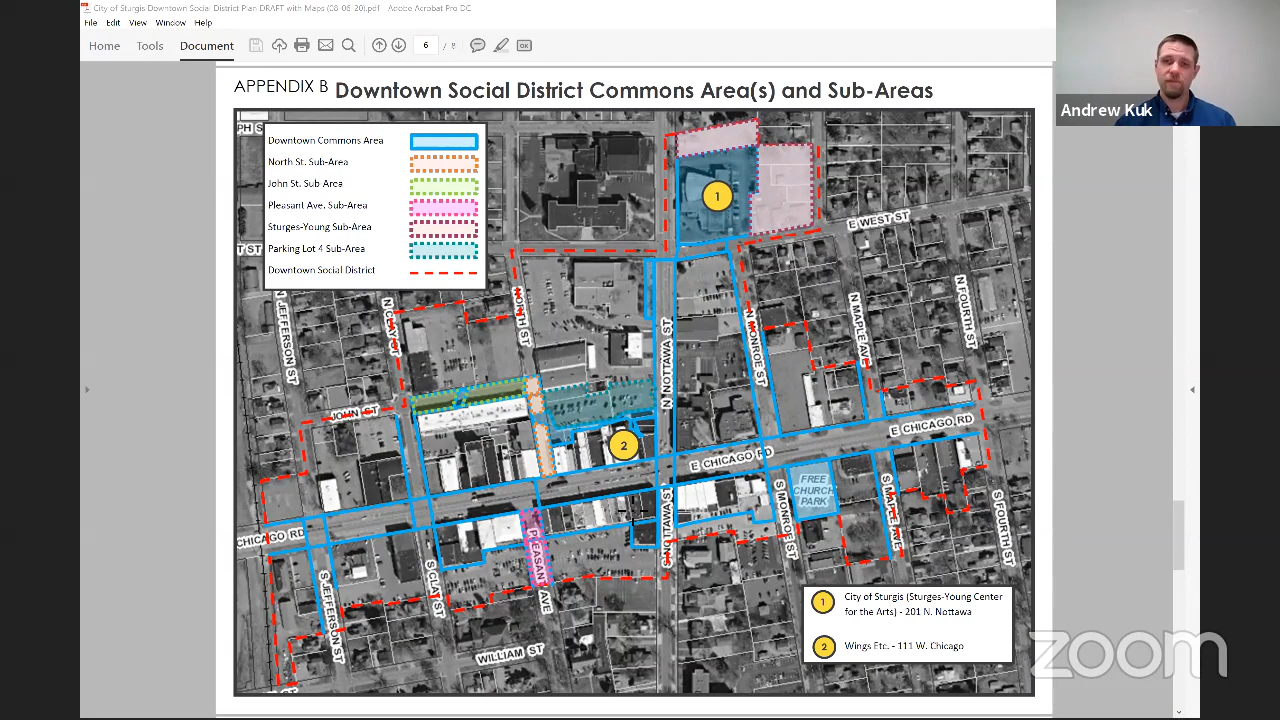 City of Sturgis Downtown Social District Plan DRAFT with Maps (08-06-20).pdf - Adobe Acrobat Pro DC
File Edit View Window Help
Home Tools Document 6 / 8
Andrew Kuk
APPENDIX B Downtown Social District Commons Area(s) and Sub-Areas
PH S
Downtown Commons Area
North St. Sub-Area
John St. Sub-Area
Pleasant Ave. Sub-Area
Sturges-Young Sub-Area
Parking Lot 4 Sub-Area
Downtown Social District
T ST
1
E WEST ST
N JEFFERSON ST
N CLAY ST
NORTH ST
N NOTTAWA ST
N MONROE ST
N MAPLE AVE
N FOURTH ST
JOHN ST
2
E CHICAGO RD
E CHICAGO RD
FREE
CHURCH
PARK
CHICAGO RD
S JEFFERSON ST
S CLAY ST
PLEASANT AVE
S NOTTAWA S
S MONROE ST
S MAPLE AVE
S FOURTH ST
WILLIAM ST
1 City of Sturgis (Sturges-Young Center
for the Arts) - 201 N. Nottawa
2 Wings Etc. - 111 W. Chicago
zoom